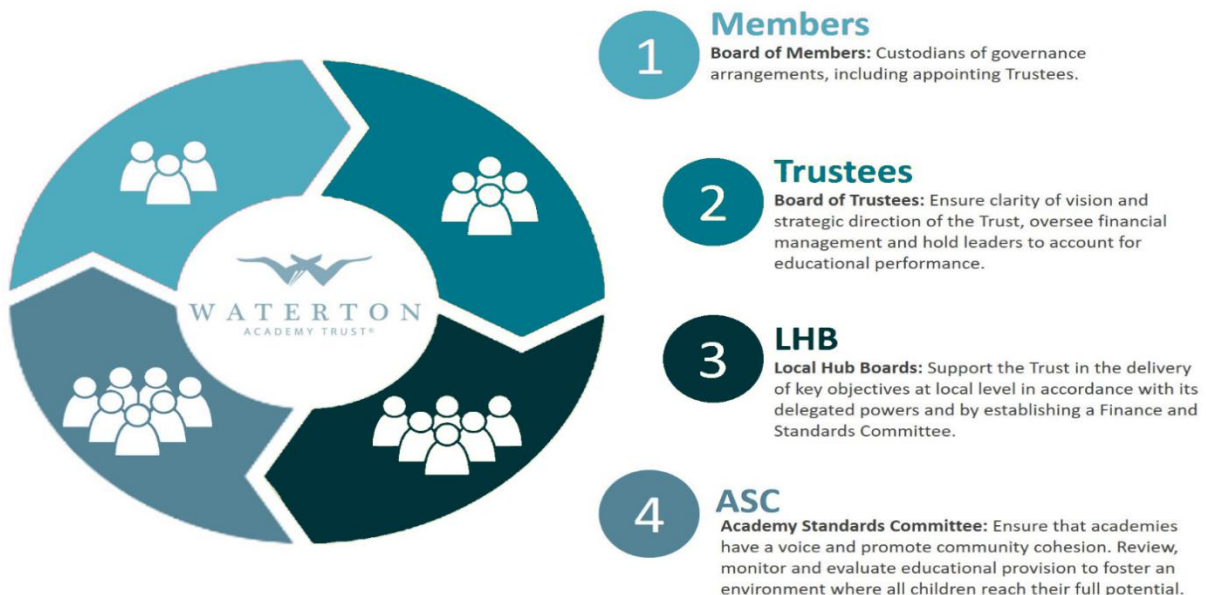 WATERTON
ACADEMY TRUST®
1
Members
Board of Members: Custodians of governance
arrangements, including appointing Trustees.
2
Trustees
Board of Trustees: Ensure clarity of vision and
strategic direction of the Trust, oversee financial
management and hold leaders to account for
educational performance.
3
LHB
Local Hub Boards: Support the Trust in the delivery
of key objectives at local level in accordance with its
delegated powers and by establishing a Finance and
Standards Committee.
4
ASC
Academy Standards Committee: Ensure that academies
have a voice and promote community cohesion. Review,
monitor and evaluate educational provision to foster an
environment where all children reach their full potential.